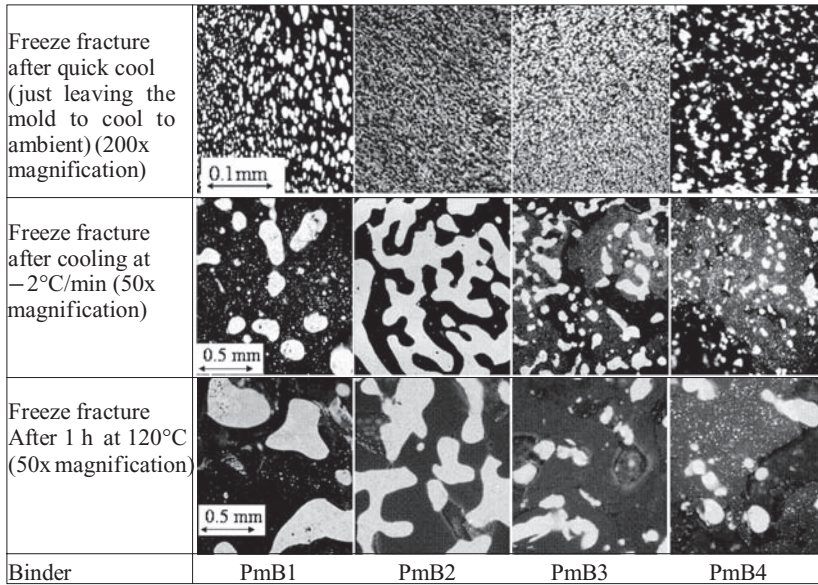 Freeze fracture
after quick cool
(just leaving the
mold to cool to
ambient) (200x
magnification)
0.1mm
Freeze fracture
after cooling at
−2°C/min (50x
magnification)
0.5 mm
Freeze fracture
After 1 h at 120°C
(50x magnification)
0.5 mm
Binder PmB1 PmB2 PmB3 PmB4